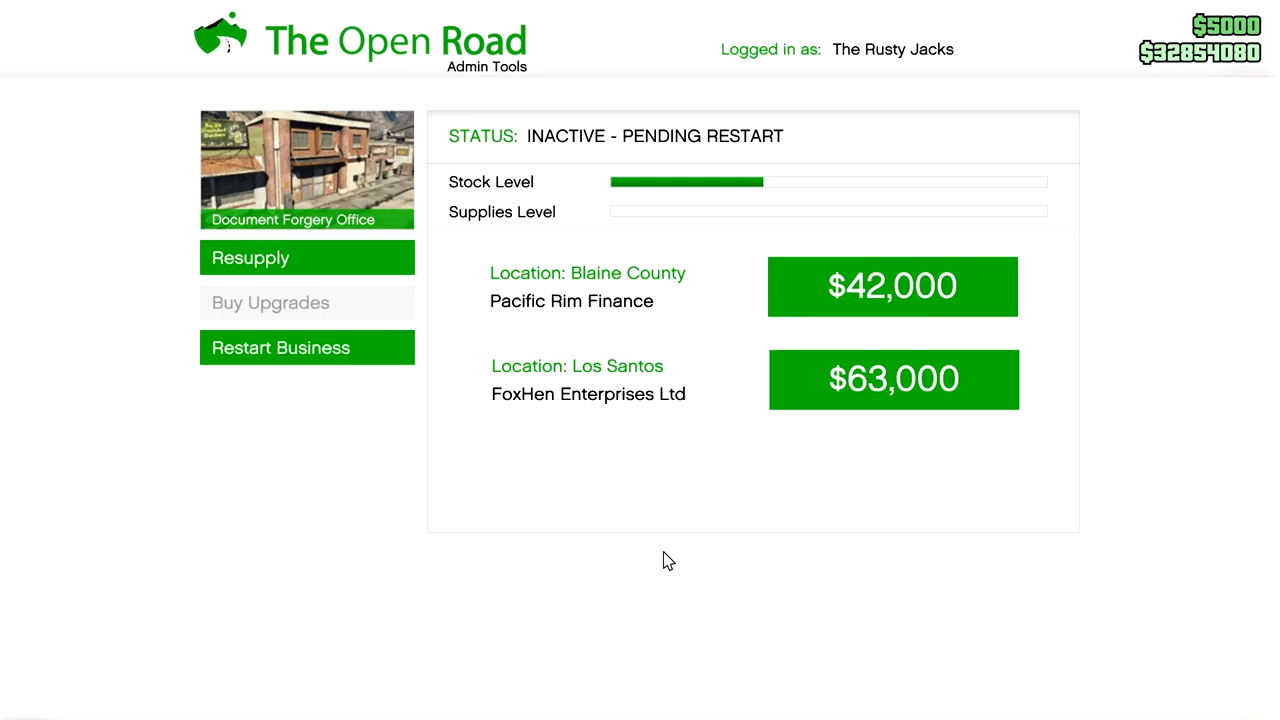 The Open Road
Admin Tools
Logged in as: The Rusty Jacks
$5000
$32854080
Document Forgery Office
Resupply
Buy Upgrades
Restart Business
STATUS: INACTIVE - PENDING RESTART
Stock Level
Supplies Level
Location: Blaine County
Pacific Rim Finance
$42,000
Location: Los Santos
FoxHen Enterprises Ltd
$63,000